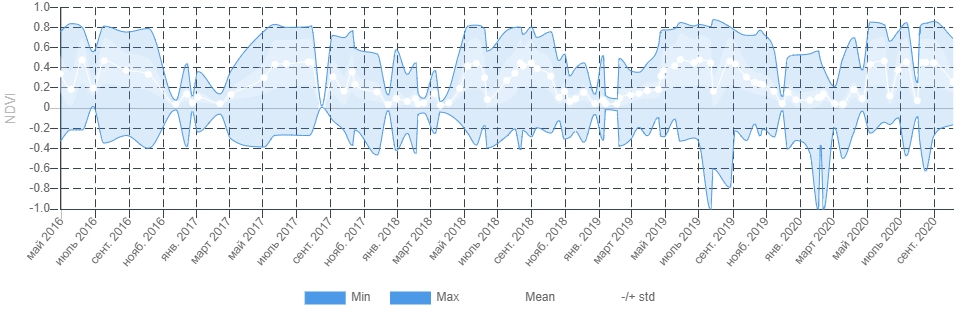 NDVI
1.0
0.8
0.6
0.4
0.2
0
-0.2
-0.4
-0.6
-0.8
-1.0
май 2016
июль 2016
сент. 2016
нояб. 2016
янв. 2017
март 2017
май 2017
июль 2017
сент. 2017
нояб. 2017
янв. 2018
март 2018
май 2018
июль 2018
сент. 2018
нояб. 2018
янв. 2019
март 2019
май 2019
июль 2019
сент. 2019
нояб. 2019
янв. 2020
март 2020
май 2020
июль 2020
сент. 2020
Min Max Mean -/+ std